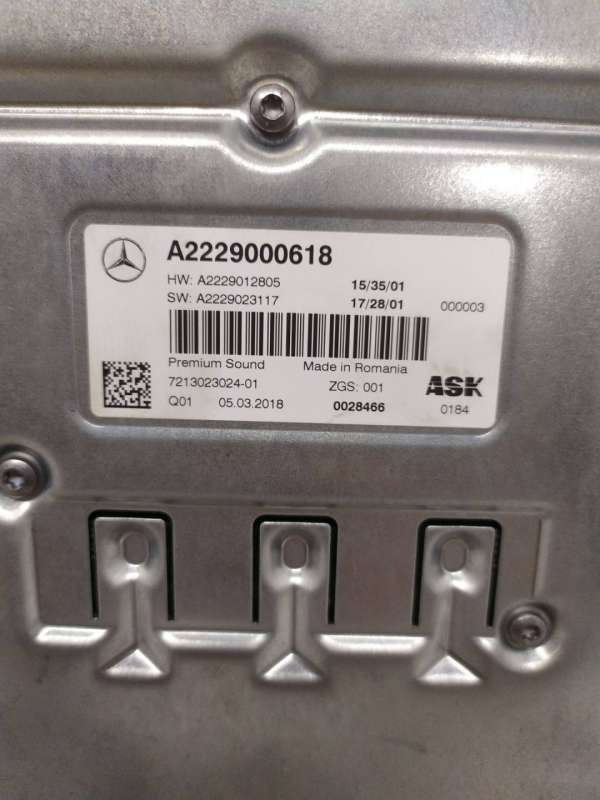 A2229000618
HW: A2229012805 15/35/01
SW: A2229023117 17/28/01 000003
Premium Sound Made in Romania
7213023024-01 ZGS: 001 ASK
Q01 05.03.2018 0028466 0184